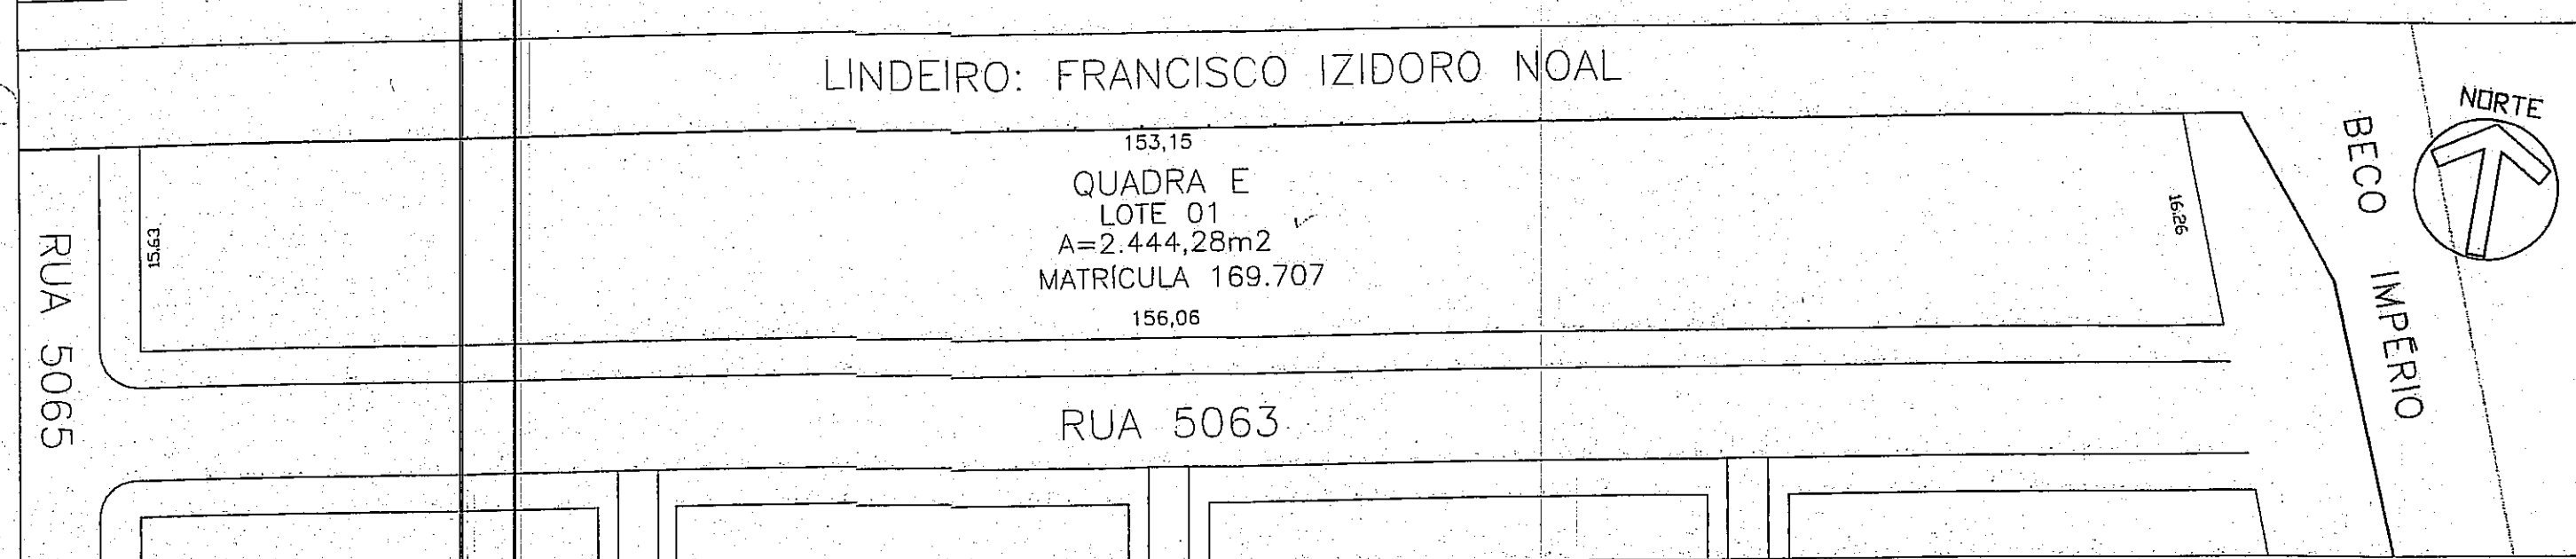 LINDEIRO: FRANCISCO IZIDORO NOAL
NORTE
153,15
QUADRA E
LOTE 01
A=2.444,28m2
MATRÍCULA 169.707
156,06
15.63
16.26
RUA 5065
BECO IMPÉRIO
RUA 5063